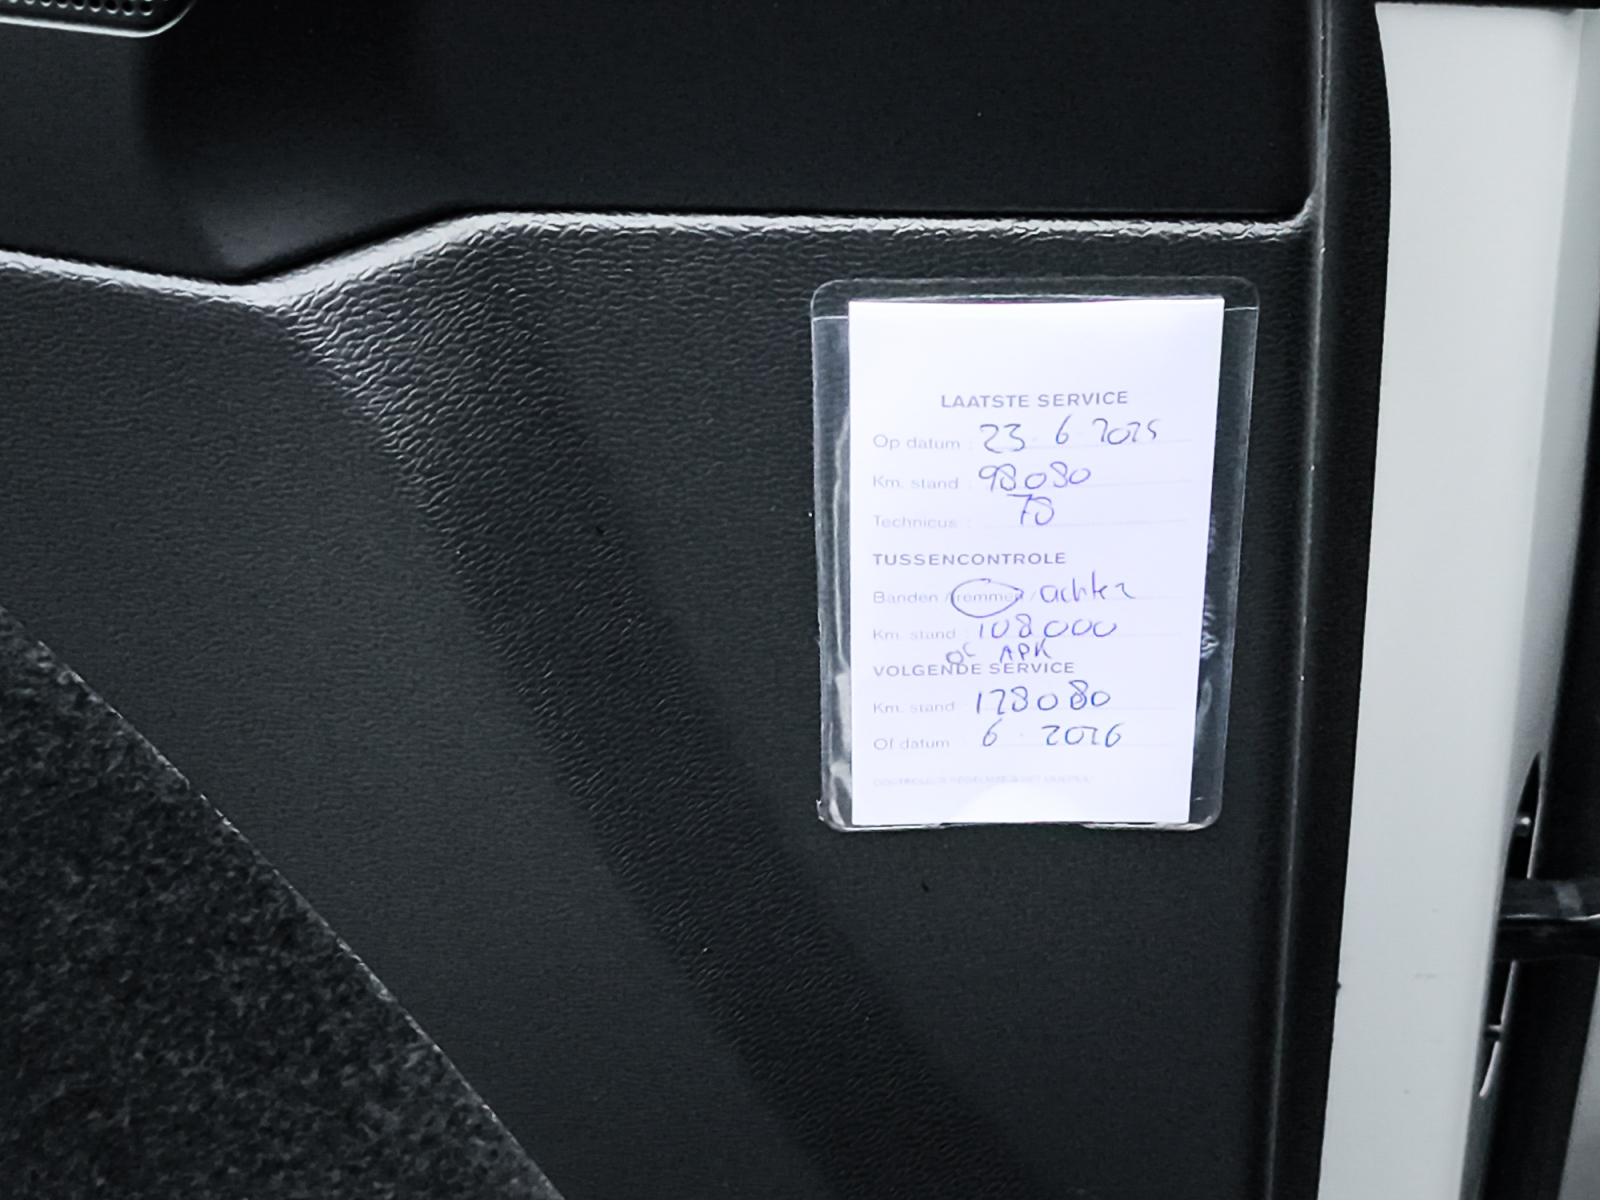 LAATSTE SERVICE
Op datum : 23 - 6 - 2025
Km. stand : 98080
Technicus : 78
TUSSENCONTROLE
Banden / remmen / achter
Km. stand : 108000
of APK
VOLGENDE SERVICE
Km. stand 128080
Of datum 6 - 2026